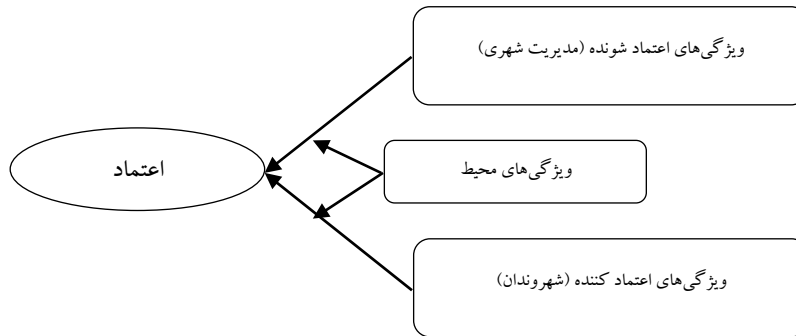 ویژگی‌های اعتماد شونده (مدیریت شهری)
ویژگی‌های محیط
اعتماد
ویژگی‌های اعتماد کننده (شهروندان)